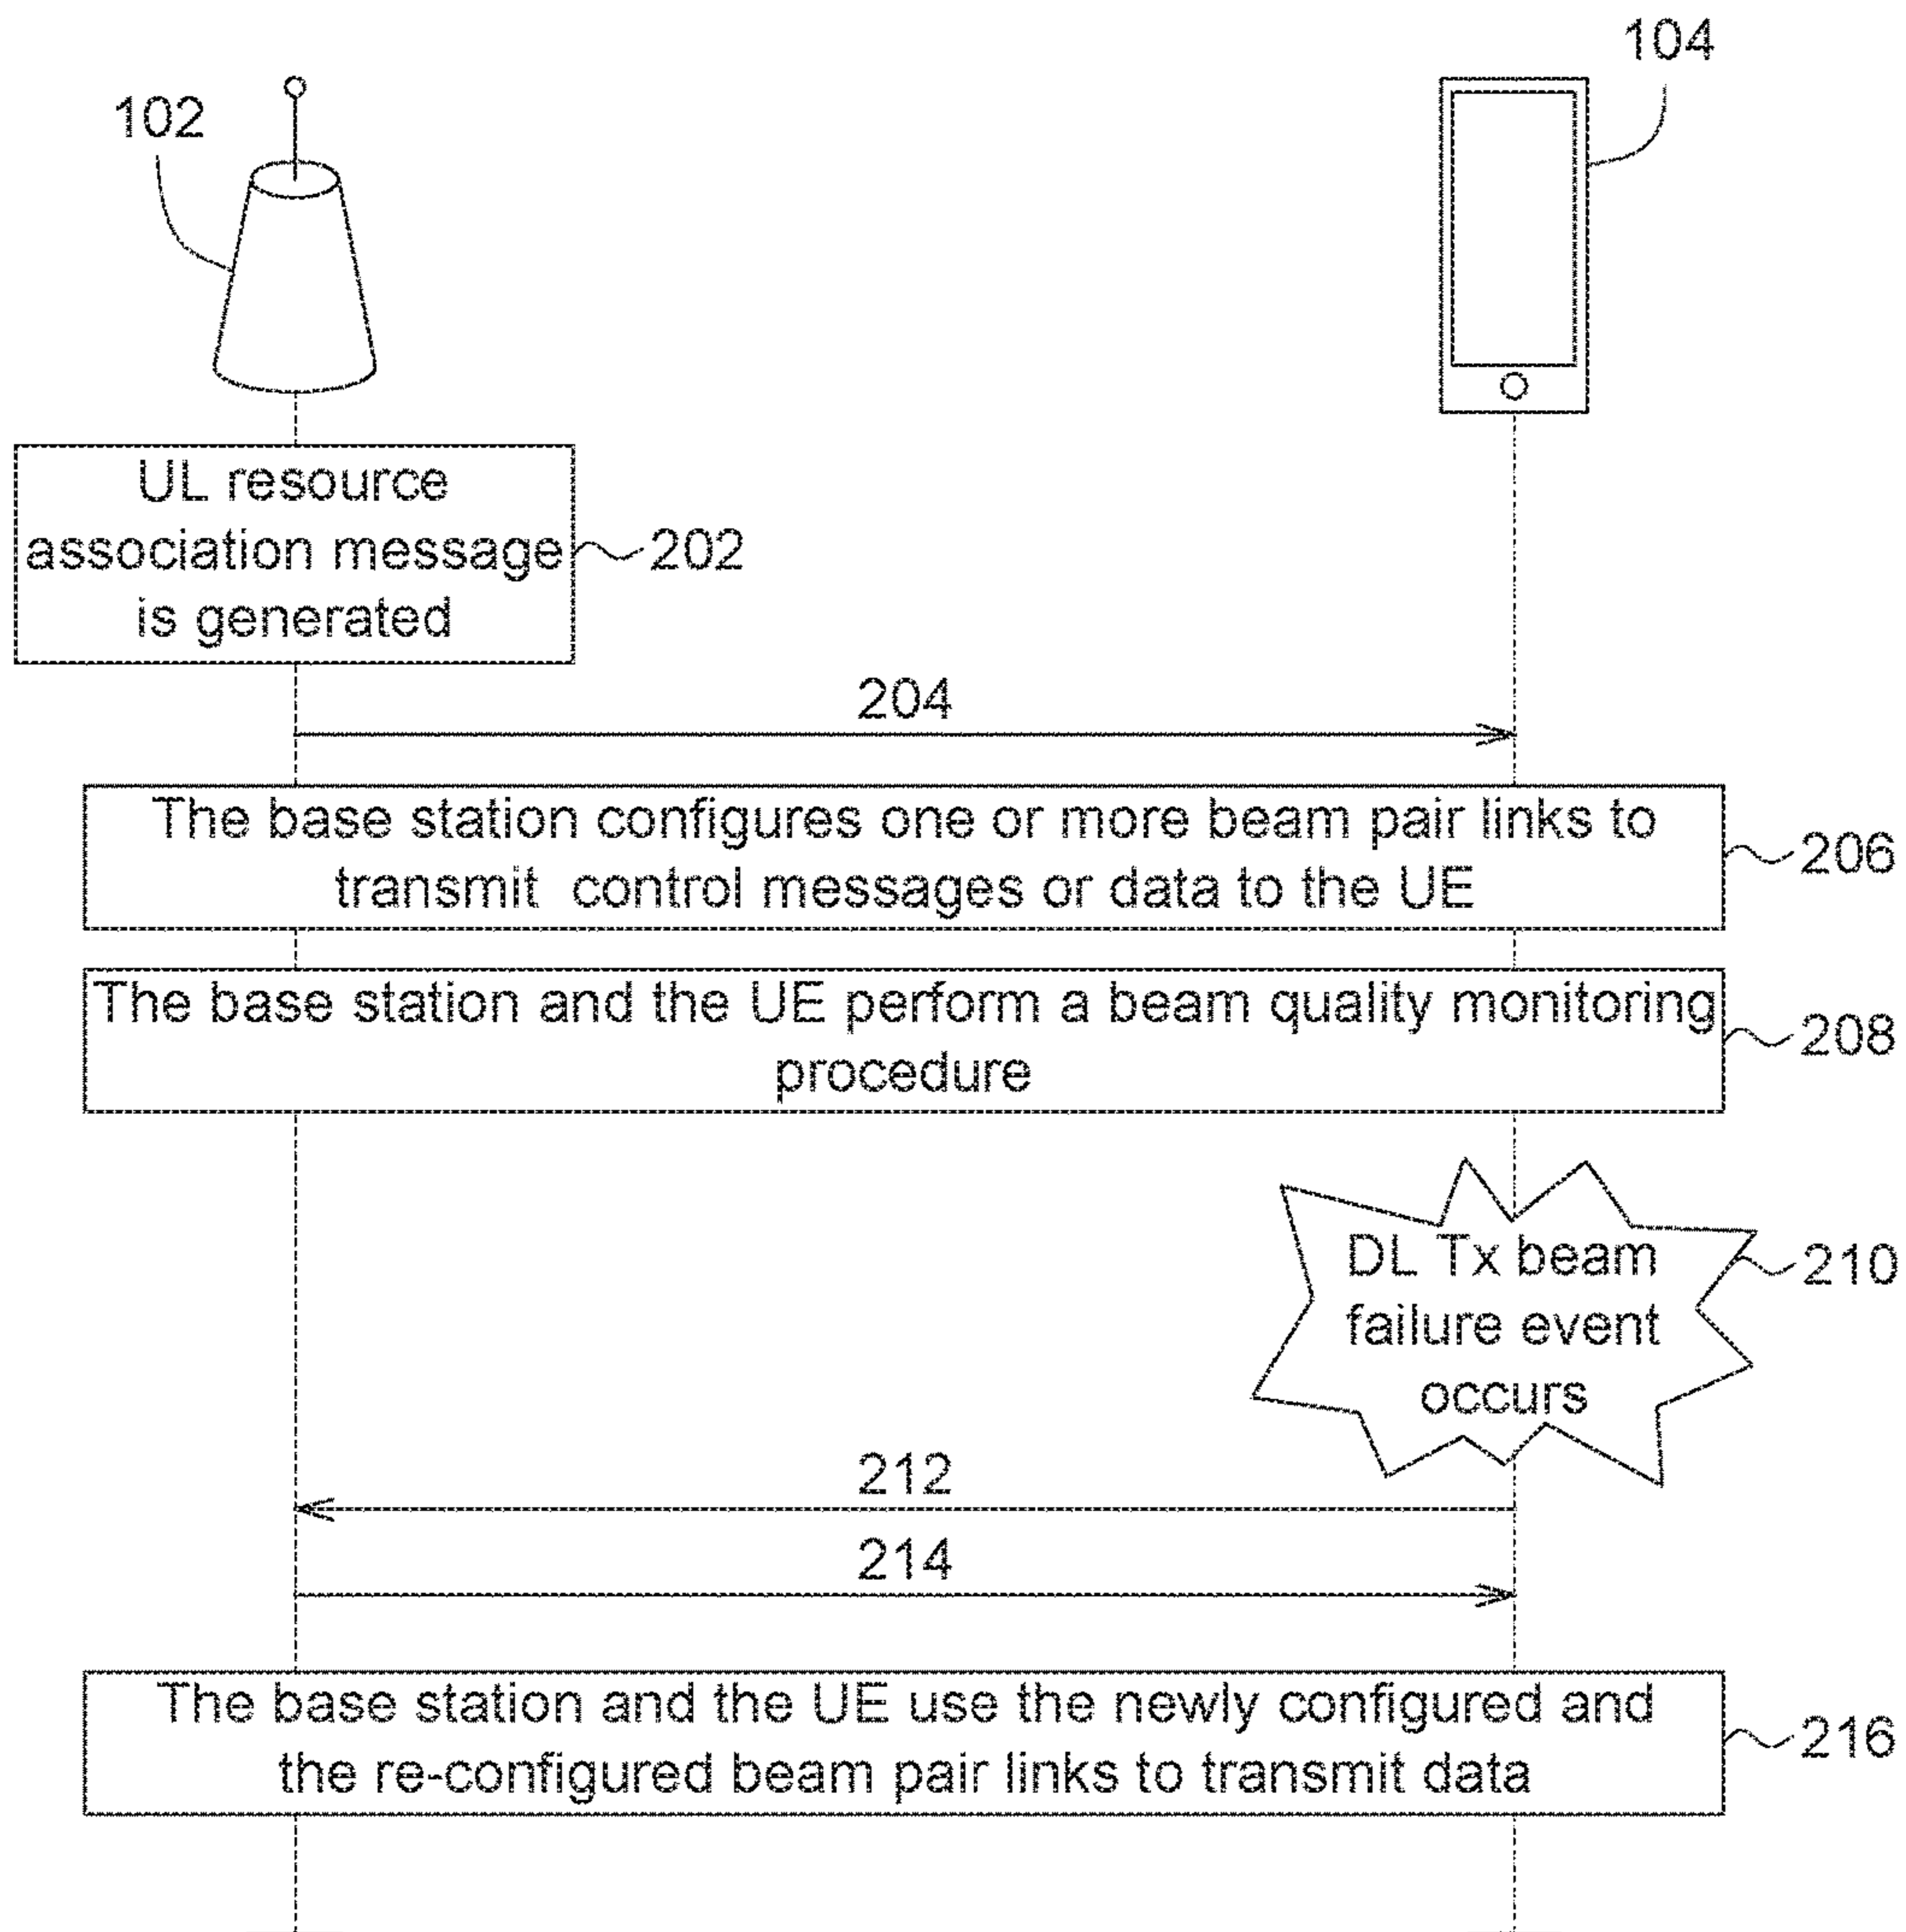 104
102
UL resource
association message
is generated
202
204
The base station configures one or more beam pair links to
transmit control messages or data to the UE
206
The base station and the UE perform a beam quality monitoring
procedure
208
DL Tx beam
failure event
occurs
210
212
214
The base station and the UE use the newly configured and
the re-configured beam pair links to transmit data
216